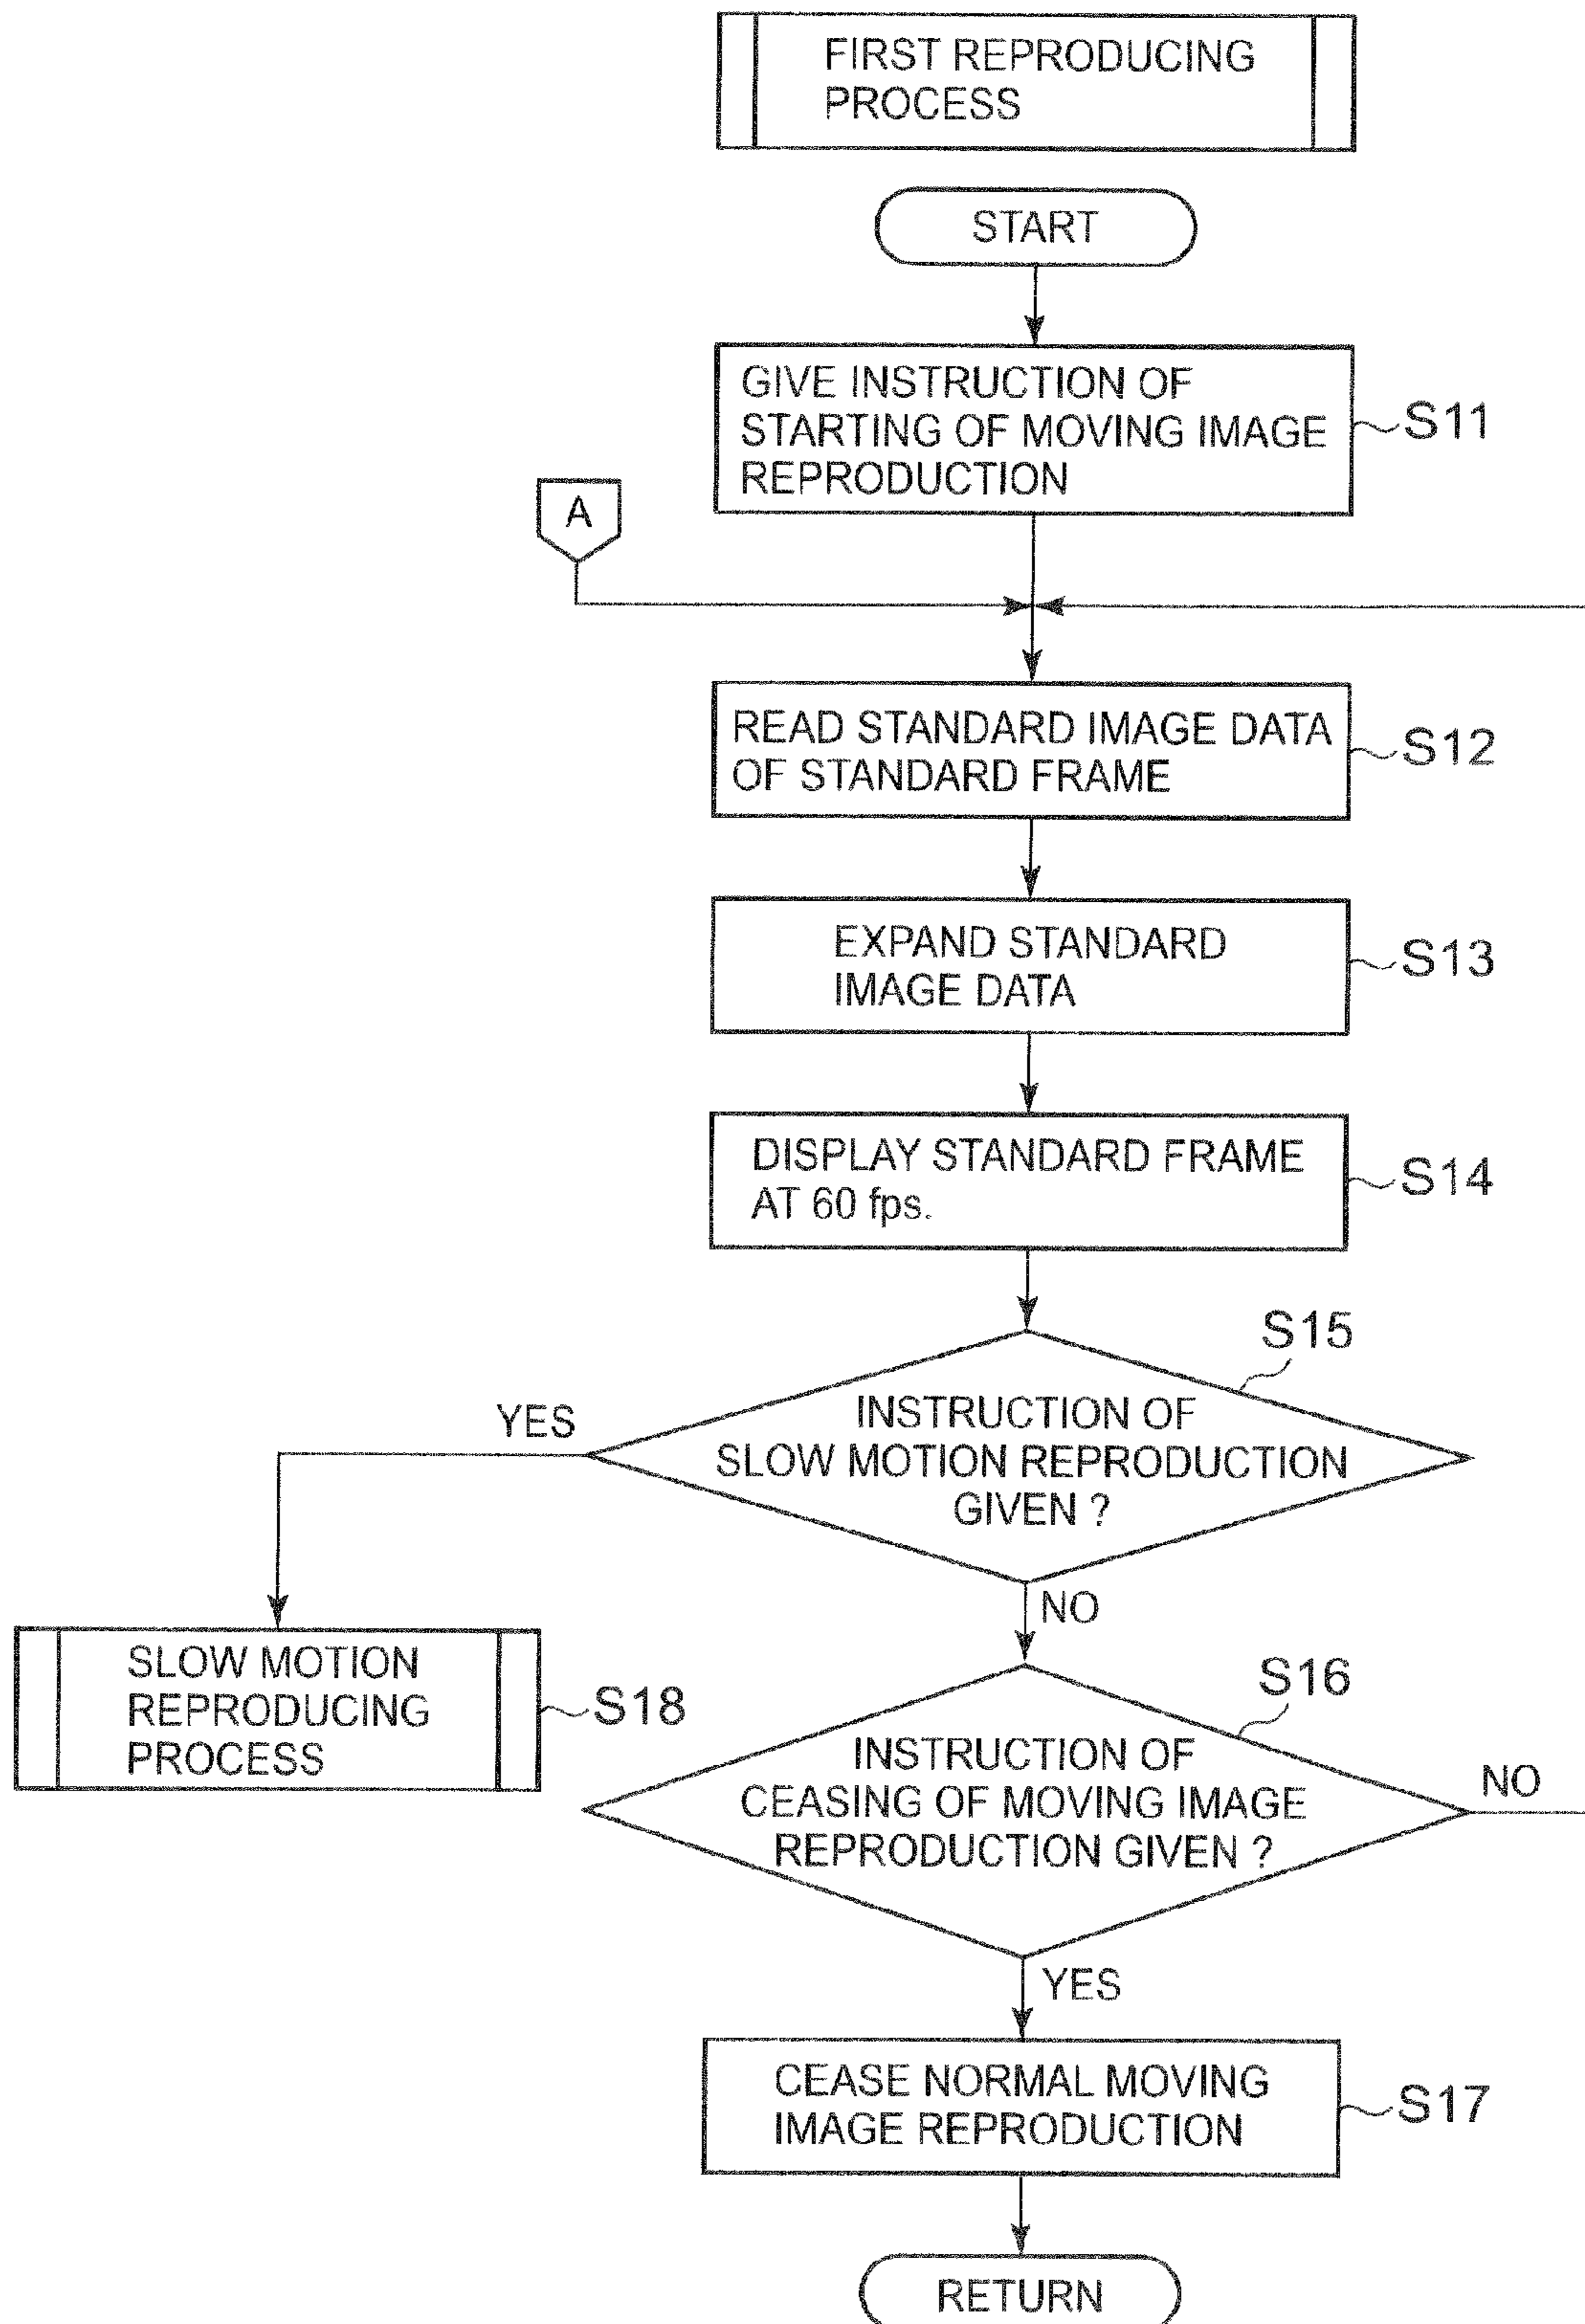 FIRST REPRODUCING
PROCESS
START
GIVE INSTRUCTION OF
STARTING OF MOVING IMAGE
REPRODUCTION
S11
A
READ STANDARD IMAGE DATA
OF STANDARD FRAME
S12
EXPAND STANDARD
IMAGE DATA
S13
DISPLAY STANDARD FRAME
AT 60 fps.
S14
S15
INSTRUCTION OF
SLOW MOTION REPRODUCTION
GIVEN ?
YES
NO
SLOW MOTION
REPRODUCING
PROCESS
S18
S16
INSTRUCTION OF
CEASING OF MOVING IMAGE
REPRODUCTION GIVEN ?
NO
YES
CEASE NORMAL MOVING
IMAGE REPRODUCTION
S17
RETURN